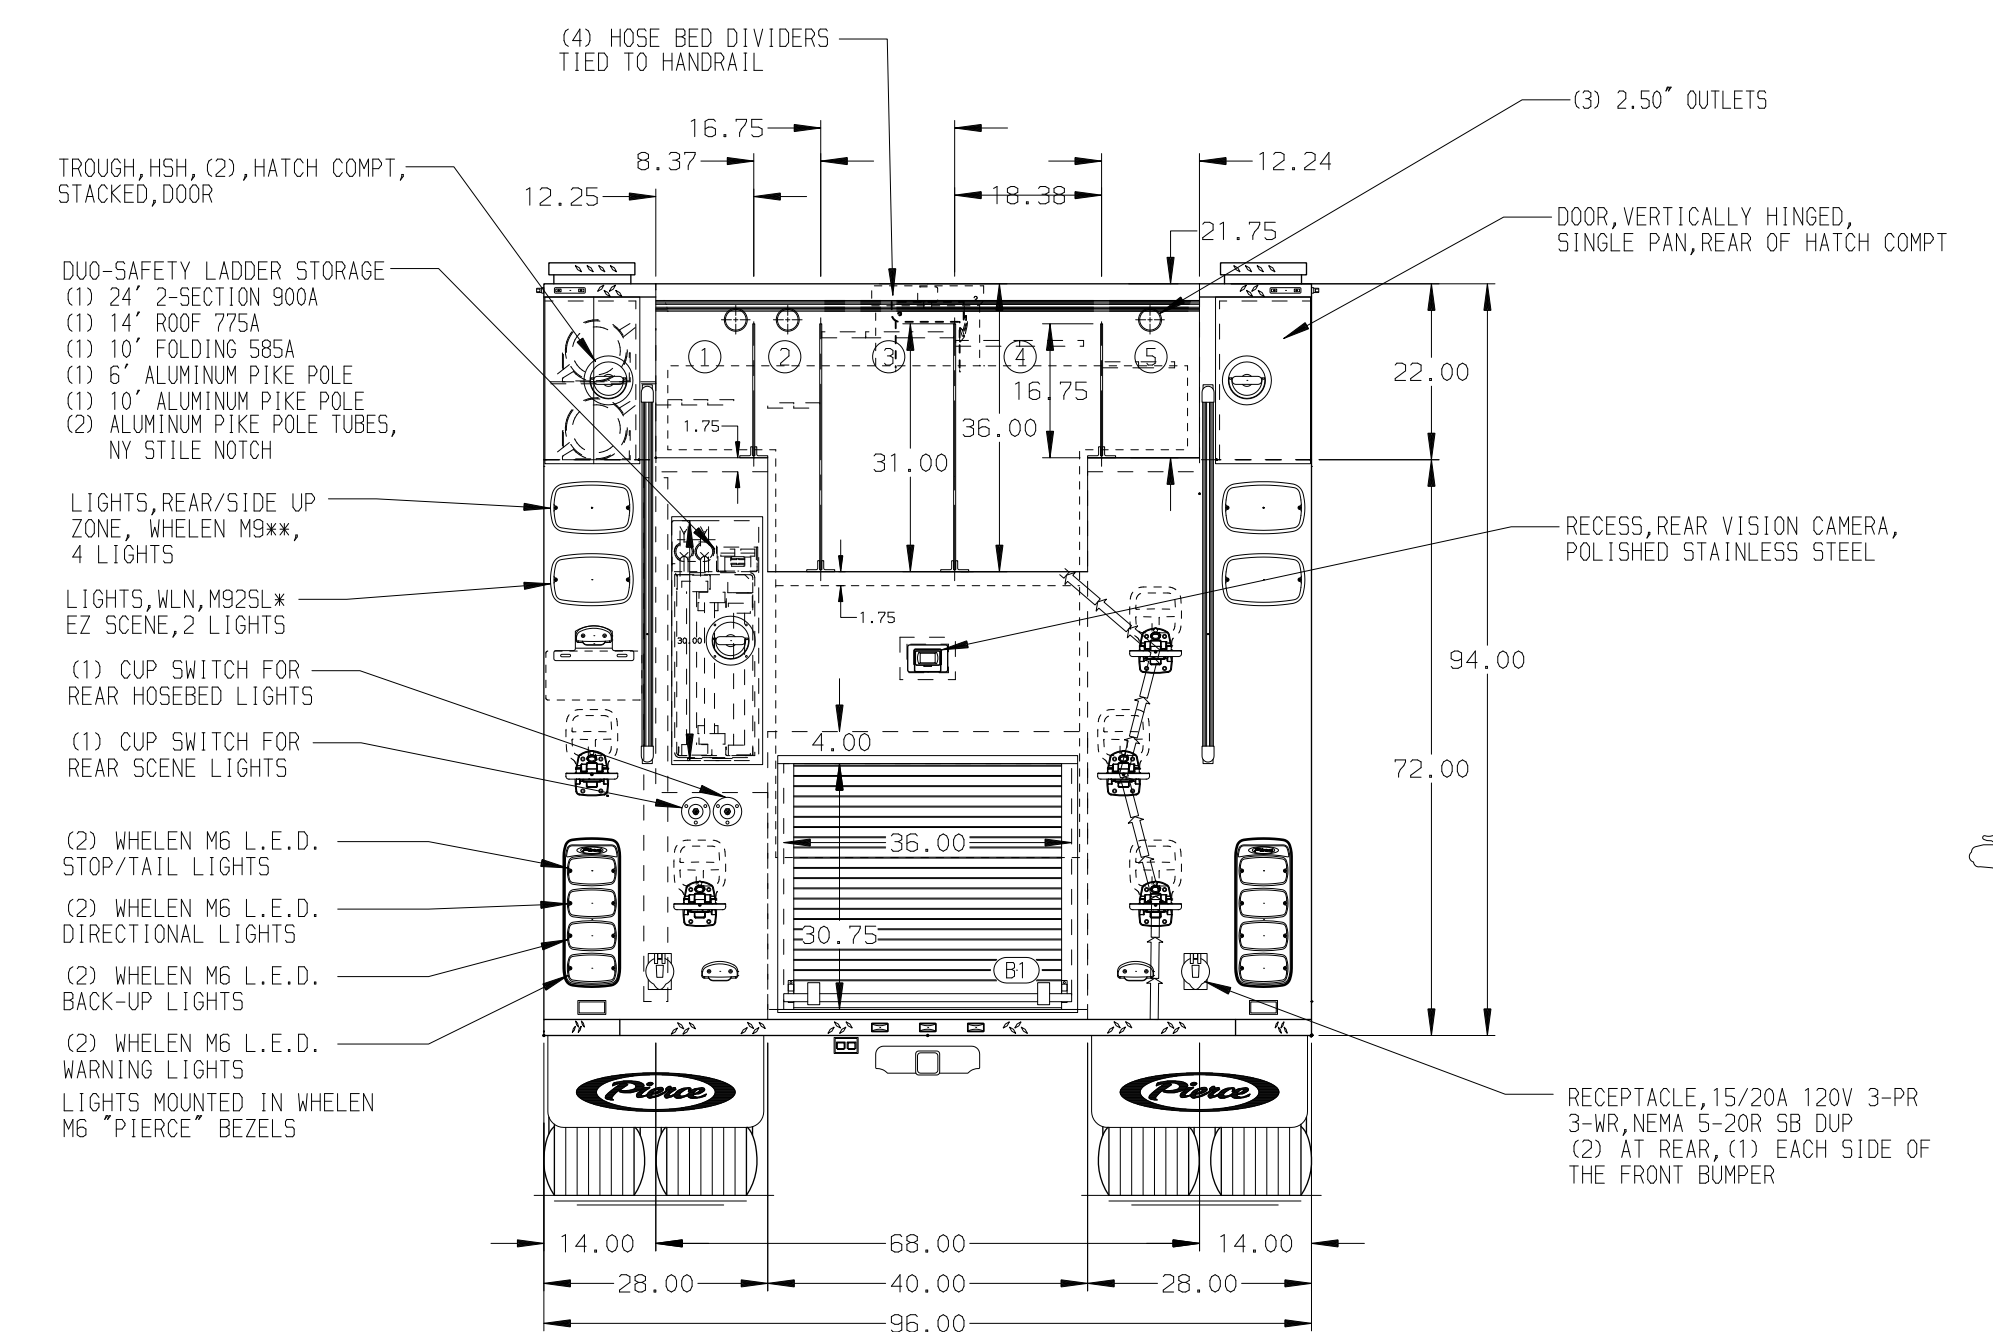 (4) HOSE BED DIVIDERS
TIED TO HANDRAIL
(3) 2.50" OUTLETS
16.75
8.37
12.24
12.25
18.38
21.75
TROUGH,HSH,(2),HATCH COMPT,
STACKED,DOOR
DOOR,VERTICALLY HINGED,
SINGLE PAN,REAR OF HATCH COMPT
DUO-SAFETY LADDER STORAGE
(1) 24' 2-SECTION 900A
(1) 14' ROOF 775A
(1) 10' FOLDING 585A
(1) 6' ALUMINUM PIKE POLE
(1) 10' ALUMINUM PIKE POLE
(2) ALUMINUM PIKE POLE TUBES,
NY STILE NOTCH
1
2
3
4
5
22.00
16.75
1.75
36.00
31.00
LIGHTS,REAR/SIDE UP
ZONE, WHELEN M9**,
4 LIGHTS
RECESS,REAR VISION CAMERA,
POLISHED STAINLESS STEEL
LIGHTS,WLN,M92SL*
EZ SCENE,2 LIGHTS
1.75
30.00
94.00
(1) CUP SWITCH FOR
REAR HOSEBED LIGHTS
(1) CUP SWITCH FOR
REAR SCENE LIGHTS
4.00
72.00
(2) WHELEN M6 L.E.D.
STOP/TAIL LIGHTS
36.00
Pierce
Pierce
(2) WHELEN M6 L.E.D.
DIRECTIONAL LIGHTS
30.75
(2) WHELEN M6 L.E.D.
BACK-UP LIGHTS
B1
(2) WHELEN M6 L.E.D.
WARNING LIGHTS
LIGHTS MOUNTED IN WHELEN
M6 "PIERCE" BEZELS
Pierce
Pierce
RECEPTACLE,15/20A 120V 3-PR
3-WR,NEMA 5-20R SB DUP
(2) AT REAR,(1) EACH SIDE OF
THE FRONT BUMPER
14.00
68.00
14.00
28.00
40.00
28.00
96.00